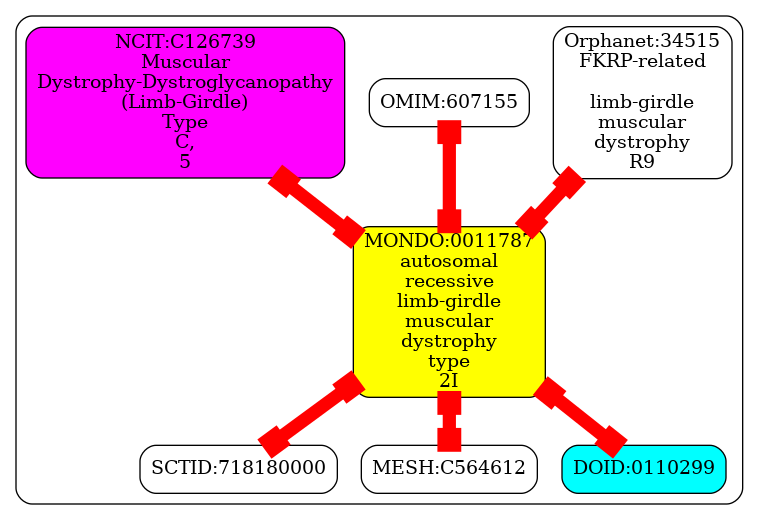 NCIT:C126739
Muscular
Dystrophy-Dystroglycanopathy
(Limb-Girdle)
Type
C,
5
OMIM:607155
Orphanet:34515
FKRP-related
limb-girdle
muscular
dystrophy
R9
MONDO:0011787
autosomal
recessive
limb-girdle
muscular
dystrophy
type
2I
SCTID:718180000
MESH:C564612
DOID:0110299